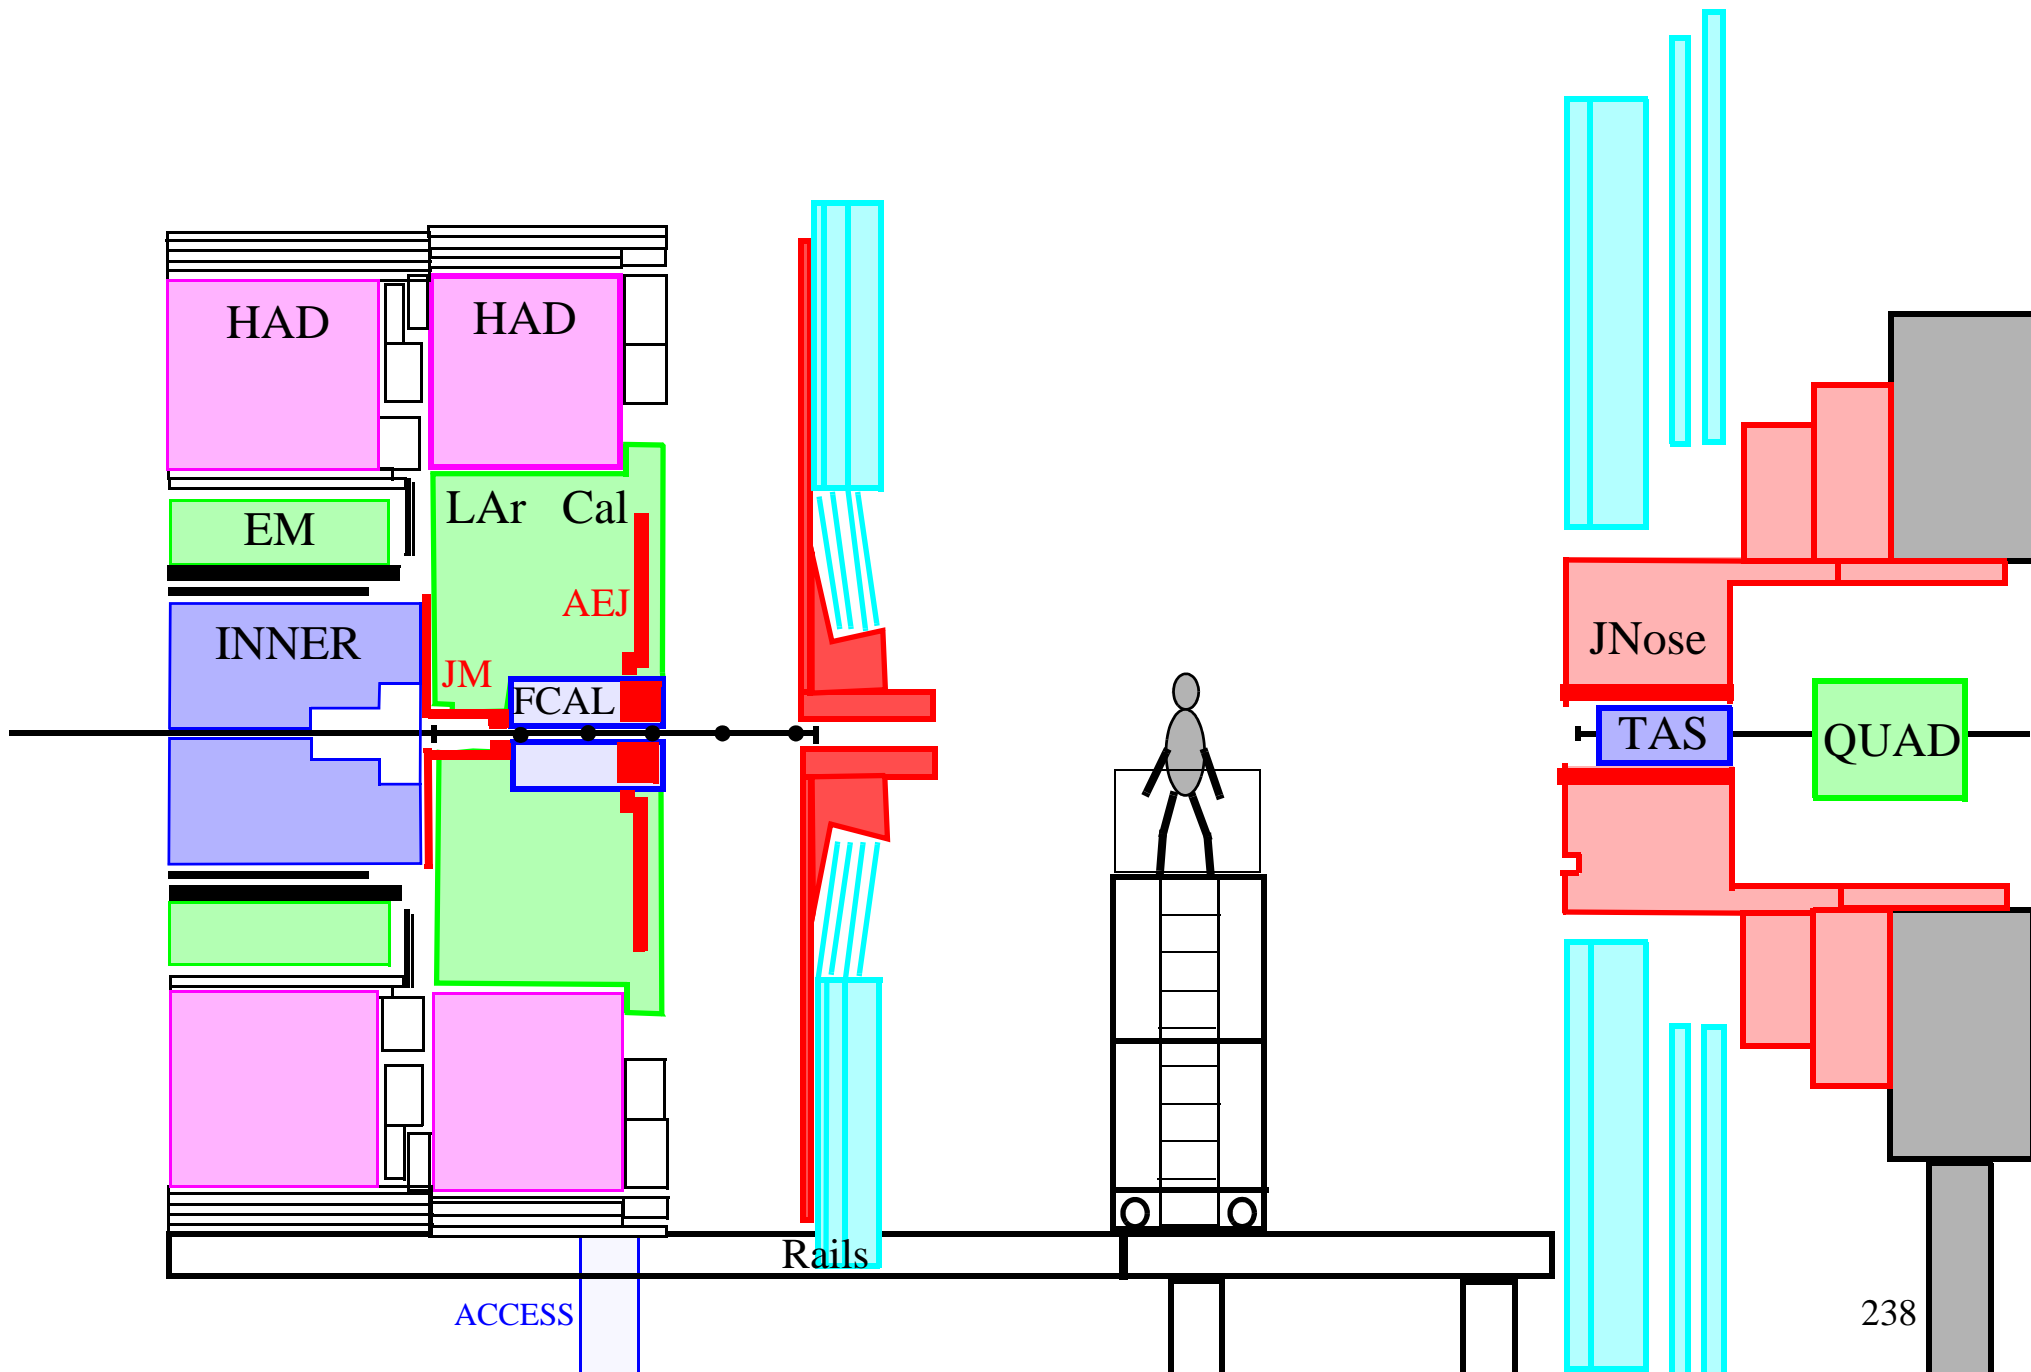 HAD
HAD
LAr Cal
EM
AEJ
INNER
JNose
JM
FCAL
TAS
QUAD
Rails
ACCESS
238